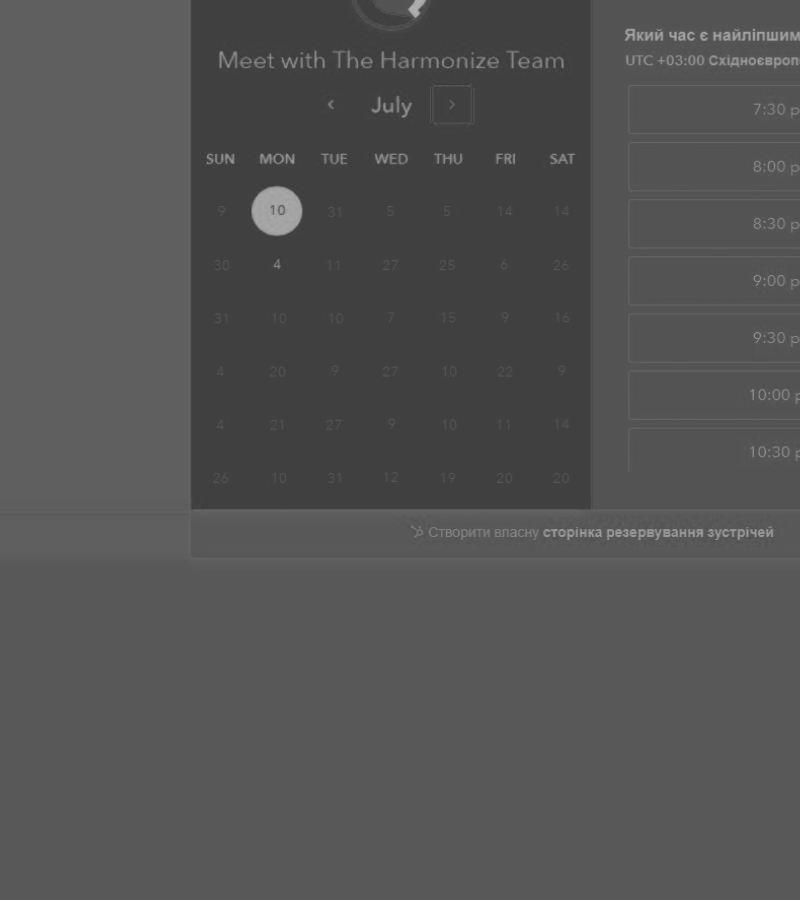 Meet with The Harmonize Team
‹ July ›
SUN MON TUE WED THU FRI SAT
9 10 31 5 5 14 14
30 4 11 27 25 6 26
31 10 10 7 15 9 16
4 20 9 27 10 22 9
4 21 27 9 10 11 14
26 10 31 12 19 20 20
Який час є найліпшим
UTC +03:00 Східноєвроп
7:30 p
8:00 p
8:30 p
9:00 p
9:30 p
10:00 p
10:30 p
Створити власну сторінка резервування зустрічей